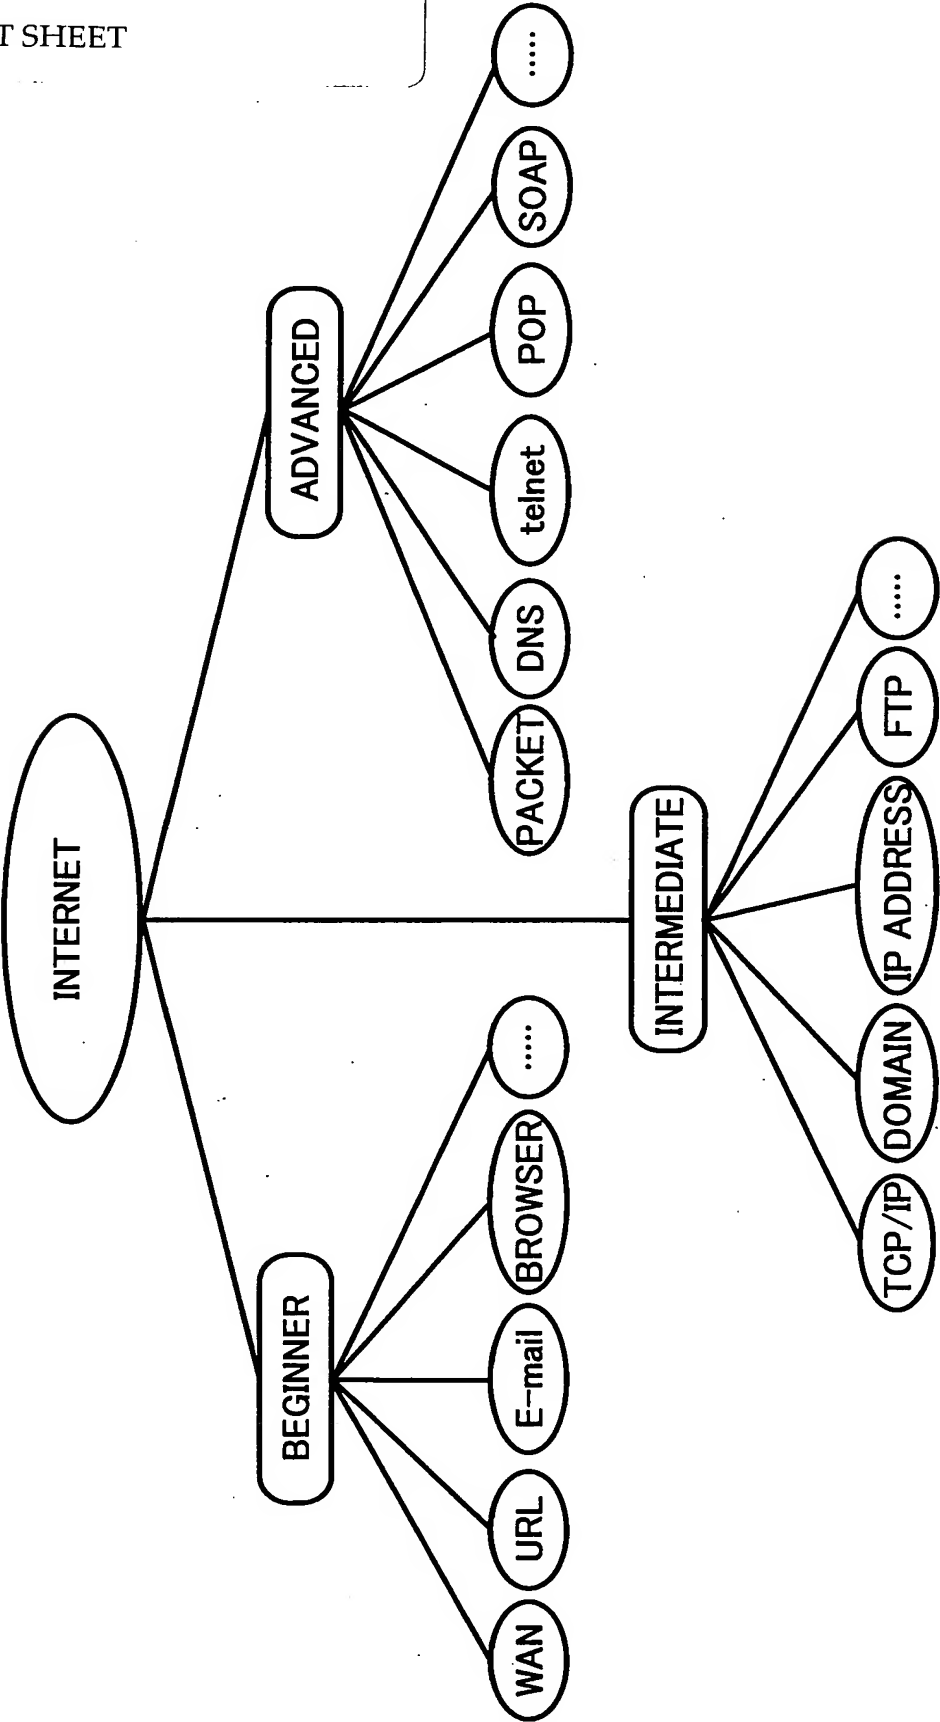 T SHEET
INTERNET
BEGINNER
ADVANCED
WAN
URL
E-mail
BROWSER
.....
PACKET
DNS
telnet
POP
SOAP
.....
INTERMEDIATE
TCP/IP
DOMAIN
IP ADDRESS
FTP
.....